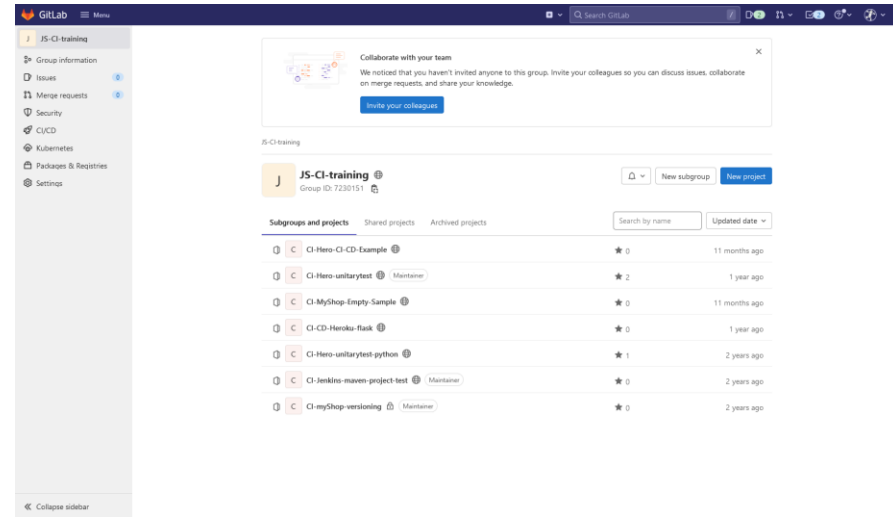 GitLab Menu
Search GitLab /
J JS-CI-training
Group information
Issues 0
Merge requests 0
Security
CI/CD
Kubernetes
Packages & Registries
Settings
Collapse sidebar
Collaborate with your team
We noticed that you haven't invited anyone to this group. Invite your colleagues so you can discuss issues, collaborate
on merge requests, and share your knowledge.
Invite your colleagues
JS-CI-training
J JS-CI-training
Group ID: 7230151
New subgroup New project
Subgroups and projects Shared projects Archived projects
Search by name Updated date
C CI-Hero-CI-CD-Example 0 11 months ago
C CI-Hero-unitarytest Maintainer 2 1 year ago
C CI-MyShop-Empty-Sample 0 11 months ago
C CI-CD-Heroku-flask 0 1 year ago
C CI-Hero-unitarytest-python 1 2 years ago
C CI-Jenkins-maven-project-test Maintainer 0 2 years ago
C CI-myShop-versioning Maintainer 0 2 years ago